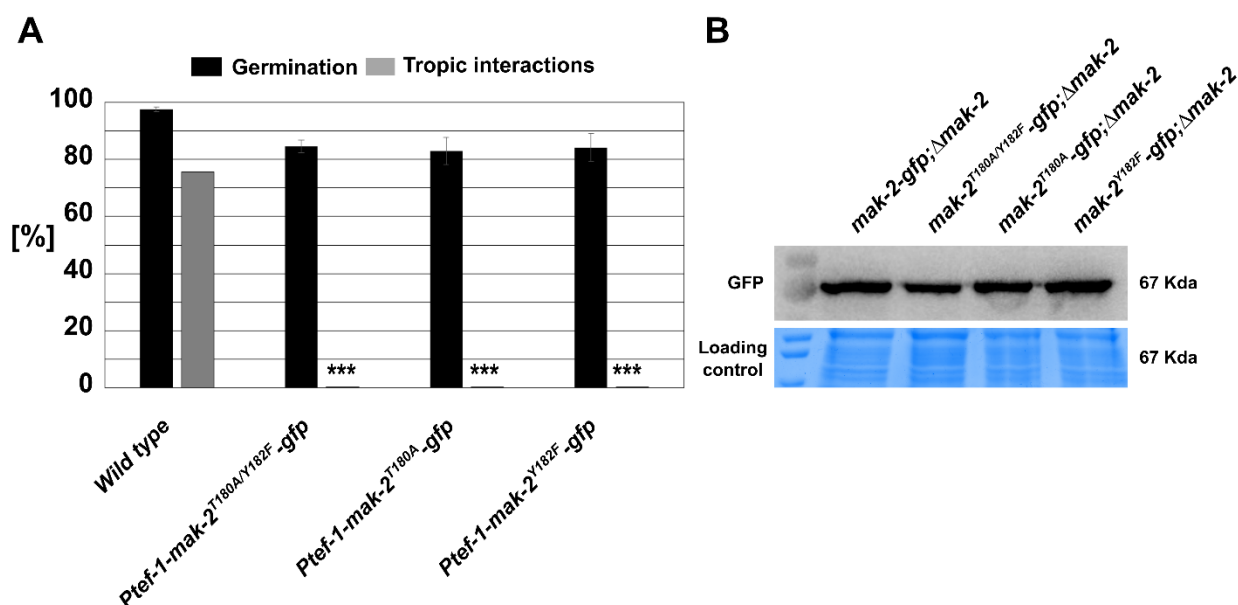 A
Germination Tropic interactions
100
80
60
[%]
40
20
0
*** *** ***
Wild type
Ptef-1-mak-2T180A/Y182F-gfp
Ptef-1-mak-2T180A-gfp
Ptef-1-mak-2Y182F-gfp
B
mak-2-gfp;Δmak-2
mak-2T180A/Y182F-gfp;Δmak-2
mak-2T180A-gfp;Δmak-2
mak-2Y182F-gfp;Δmak-2
GFP 67 Kda
Loading
control
67 Kda